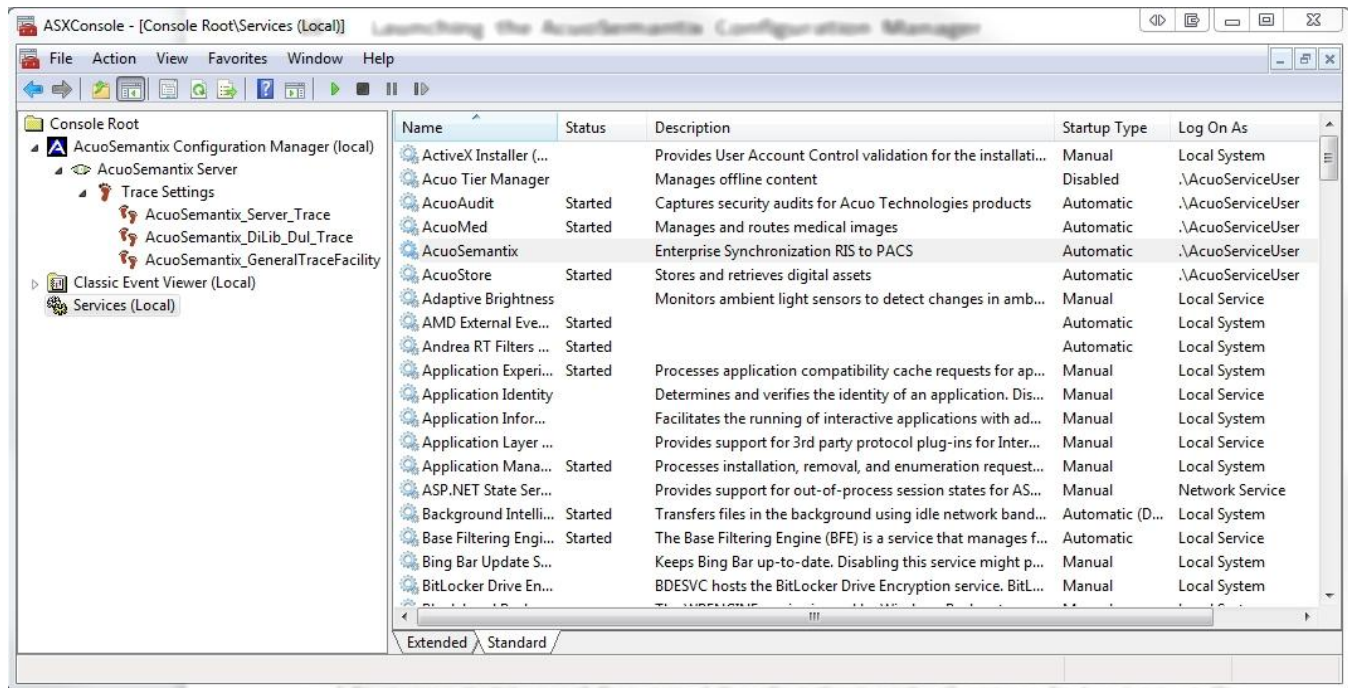 ASXConsole - [Console Root\Services (Local)]
Launching the AcuoSemantix Configuration Manager
File Action View Favorites Window Help
Console Root
AcuoSemantix Configuration Manager (local)
AcuoSemantix Server
Trace Settings
AcuoSemantix_Server_Trace
AcuoSemantix_DiLib_Dul_Trace
AcuoSemantix_GeneralTraceFacility
Classic Event Viewer (Local)
Services (Local)
Name Status Description Startup Type Log On As
ActiveX Installer (... Provides User Account Control validation for the installati... Manual Local System
Acuo Tier Manager Manages offline content Disabled .\AcuoServiceUser
AcuoAudit Started Captures security audits for Acuo Technologies products Automatic .\AcuoServiceUser
AcuoMed Started Manages and routes medical images Automatic .\AcuoServiceUser
AcuoSemantix Enterprise Synchronization RIS to PACS Automatic .\AcuoServiceUser
AcuoStore Started Stores and retrieves digital assets Automatic .\AcuoServiceUser
Adaptive Brightness Monitors ambient light sensors to detect changes in amb... Manual Local Service
AMD External Eve... Started Automatic Local System
Andrea RT Filters ... Started Automatic Local System
Application Experi... Started Processes application compatibility cache requests for ap... Manual Local System
Application Identity Determines and verifies the identity of an application. Dis... Manual Local Service
Application Infor... Facilitates the running of interactive applications with ad... Manual Local System
Application Layer ... Provides support for 3rd party protocol plug-ins for Inter... Manual Local Service
Application Mana... Started Processes installation, removal, and enumeration request... Manual Local System
ASP.NET State Ser... Provides support for out-of-process session states for AS... Manual Network Service
Background Intelli... Started Transfers files in the background using idle network band... Automatic (D... Local System
Base Filtering Engi... Started The Base Filtering Engine (BFE) is a service that manages f... Automatic Local Service
Bing Bar Update S... Keeps Bing Bar up-to-date. Disabling this service might p... Manual Local System
BitLocker Drive En... BDESVC hosts the BitLocker Drive Encryption service. BitL... Manual Local System
Extended Standard